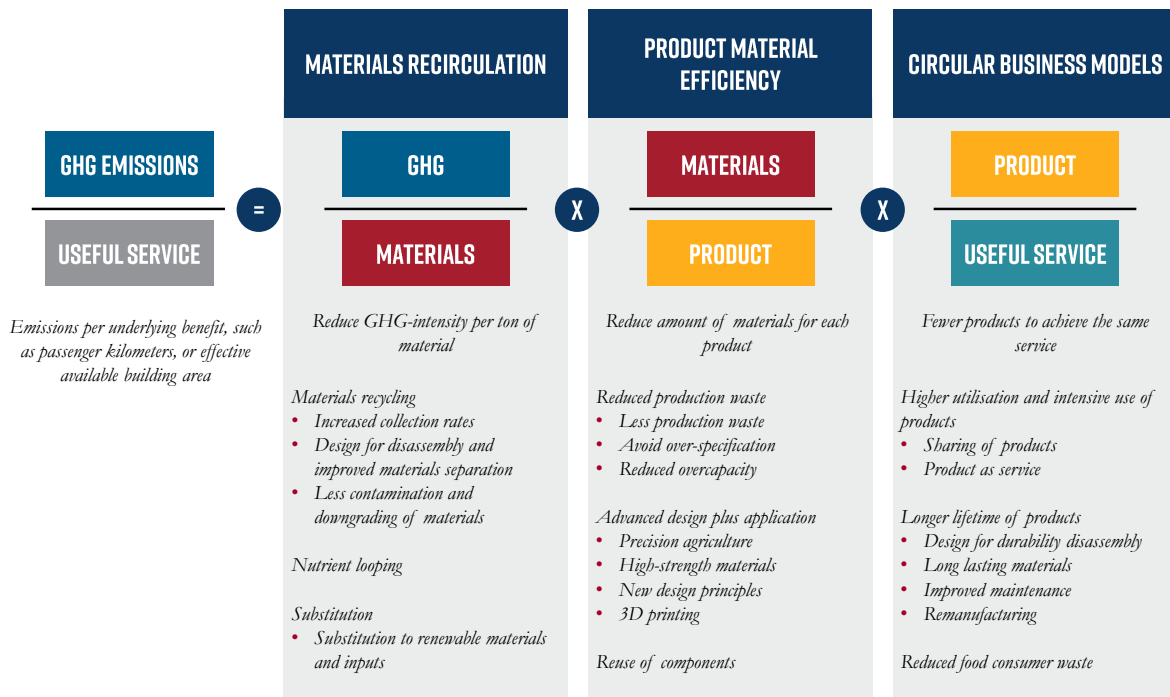 MATERIALS RECIRCULATION
PRODUCT MATERIAL
EFFICIENCY
CIRCULAR BUSINESS MODELS
GHG EMISSIONS
USEFUL SERVICE
=
GHG
MATERIALS
X
MATERIALS
PRODUCT
X
PRODUCT
USEFUL SERVICE
Emissions per underlying benefit, such
as passenger kilometers, or effective
available building area
Reduce GHG-intensity per ton of
material
Materials recycling
• Increased collection rates
• Design for disassembly and
improved materials separation
• Less contamination and
downgrading of materials
Nutrient looping
Substitution
• Substitution to renewable materials
and inputs
Reduce amount of materials for each
product
Reduced production waste
• Less production waste
• Avoid over-specification
• Reduced overcapacity
Advanced design plus application
• Precision agriculture
• High-strength materials
• New design principles
• 3D printing
Reuse of components
Fewer products to achieve the same
service
Higher utilisation and intensive use of
products
• Sharing of products
• Product as service
Longer lifetime of products
• Design for durability disassembly
• Long lasting materials
• Improved maintenance
• Remanufacturing
Reduced food consumer waste